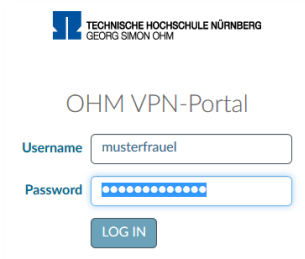 TECHNISCHE HOCHSCHULE NÜRNBERG
GEORG SIMON OHM
OHM VPN-Portal
Username musterfrauel
Password •••••••••••••
LOG IN